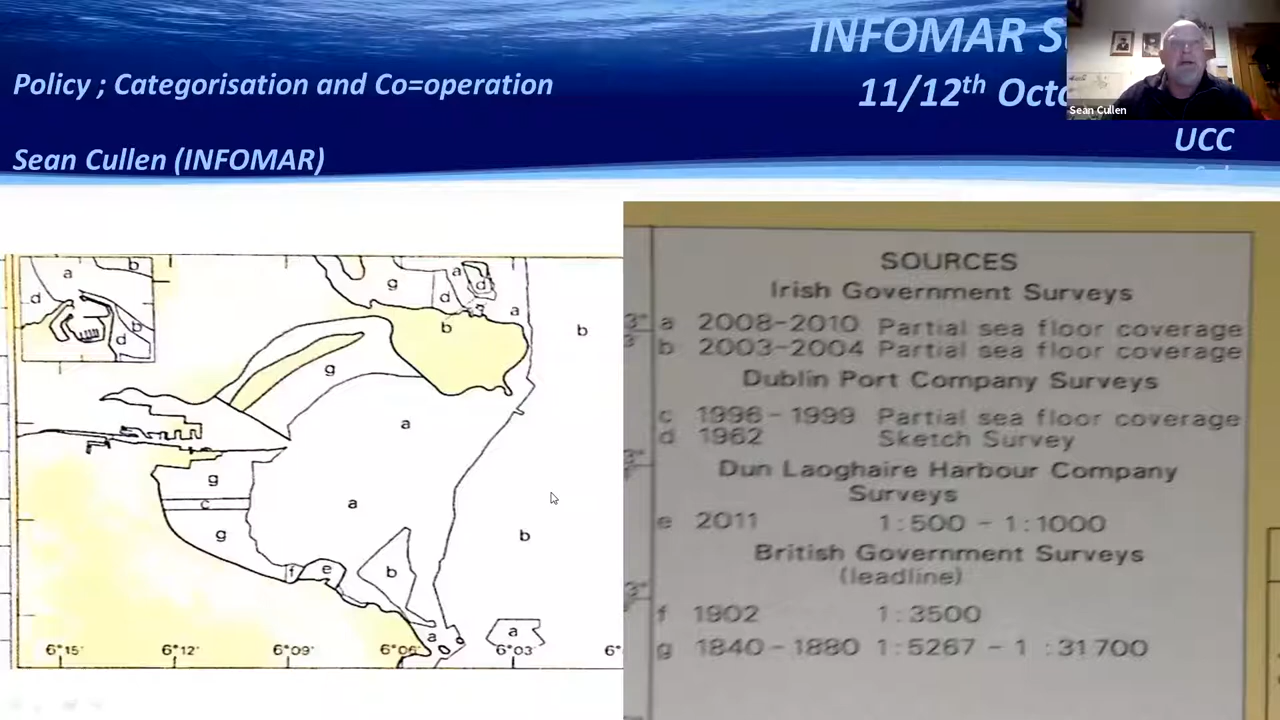 INFOMAR S
Policy ; Categorisation and Co=operation
11/12th Octo
Sean Cullen
UCC
Sean Cullen (INFOMAR)
a b
d
b
d
g a d
d
a
b
b
g
a
g
c
a
g
b
f e
b
a
a
6°15' 6°12' 6°09' 6°06' 6°03' 6°
SOURCES
Irish Government Surveys
a 2008-2010 Partial sea floor coverage
b 2003-2004 Partial sea floor coverage
Dublin Port Company Surveys
c 1996-1999 Partial sea floor coverage
d 1962 Sketch Survey
Dun Laoghaire Harbour Company
Surveys
e 2011 1:500 - 1:1000
British Government Surveys
(leadline)
f 1902 1:3500
g 1840-1880 1:5267 - 1 :31 700